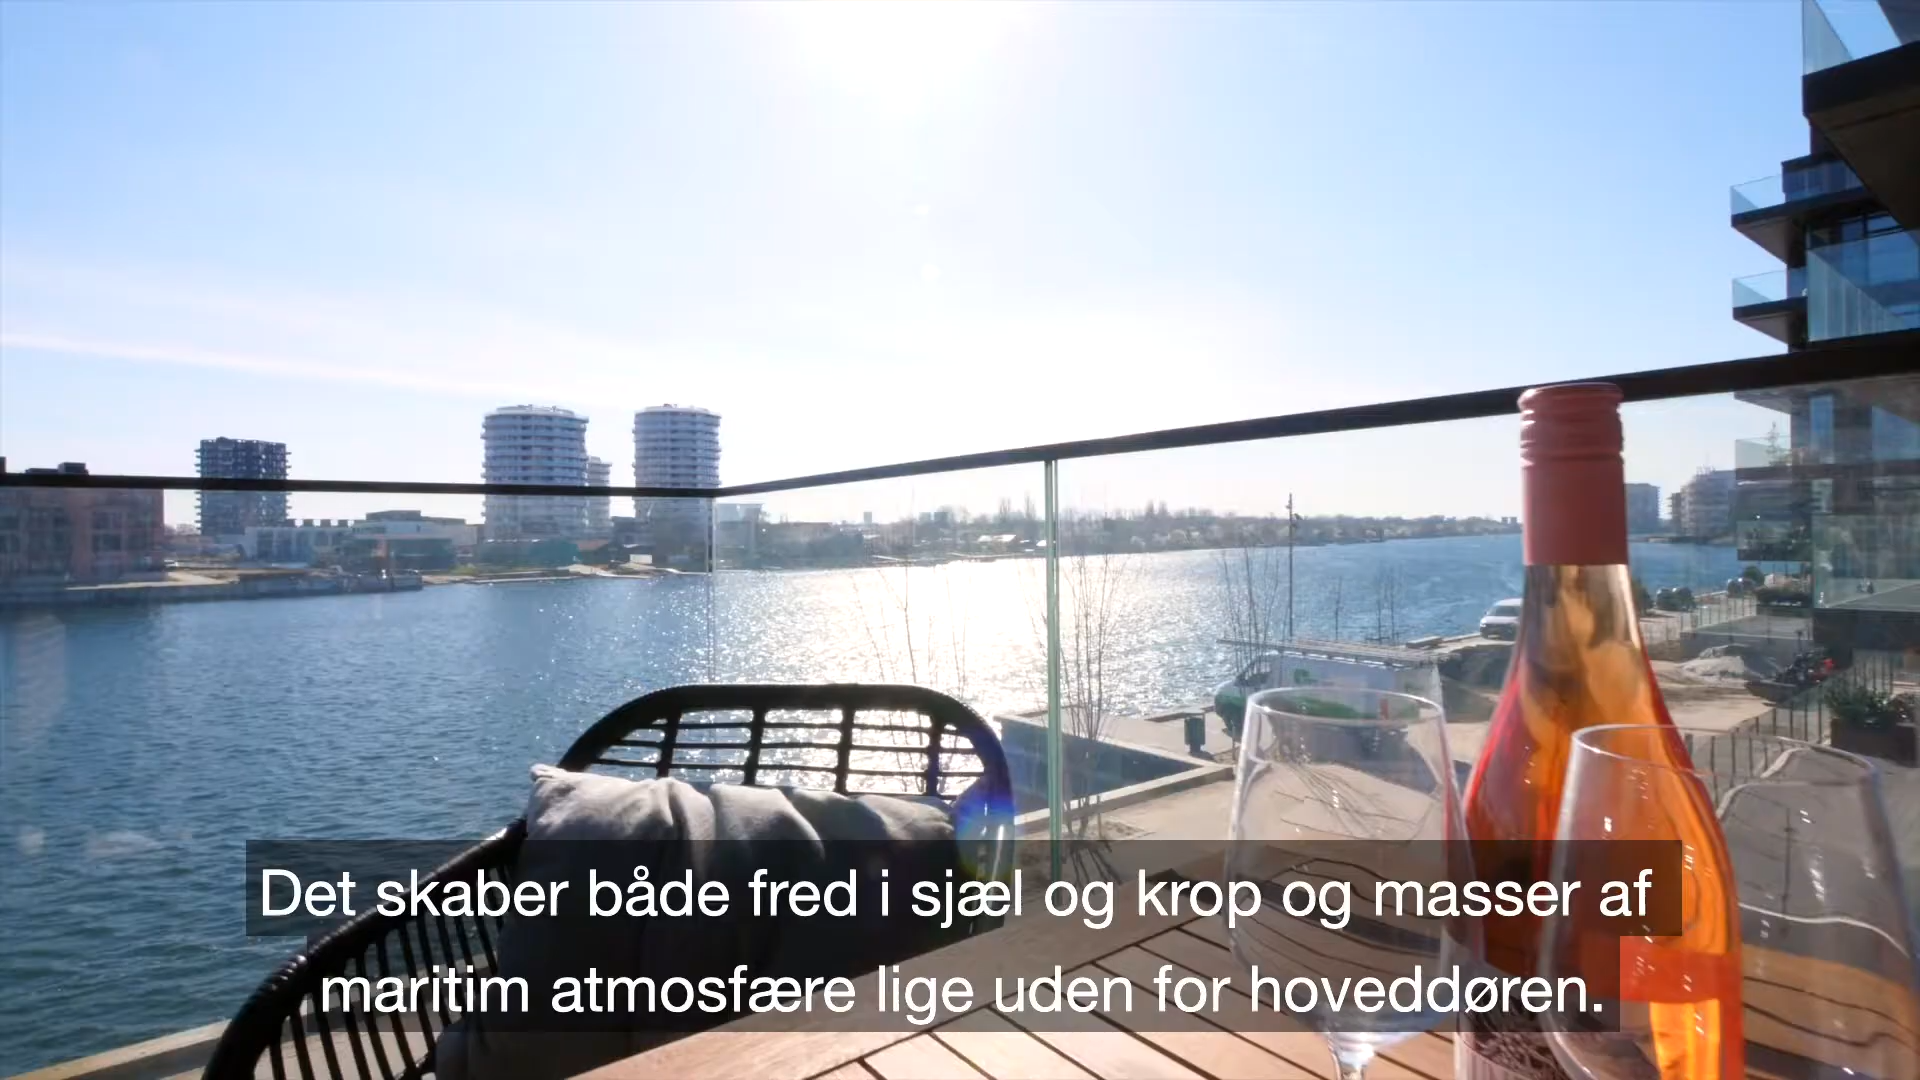 Det skaber både fred i sjæl og krop og masser af
maritim atmosfære lige uden for hoveddøren.